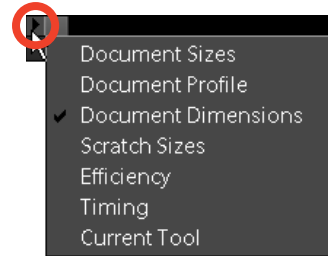 Document Sizes
Document Profile
Document Dimensions
Scratch Sizes
Efficiency
Timing
Current Tool